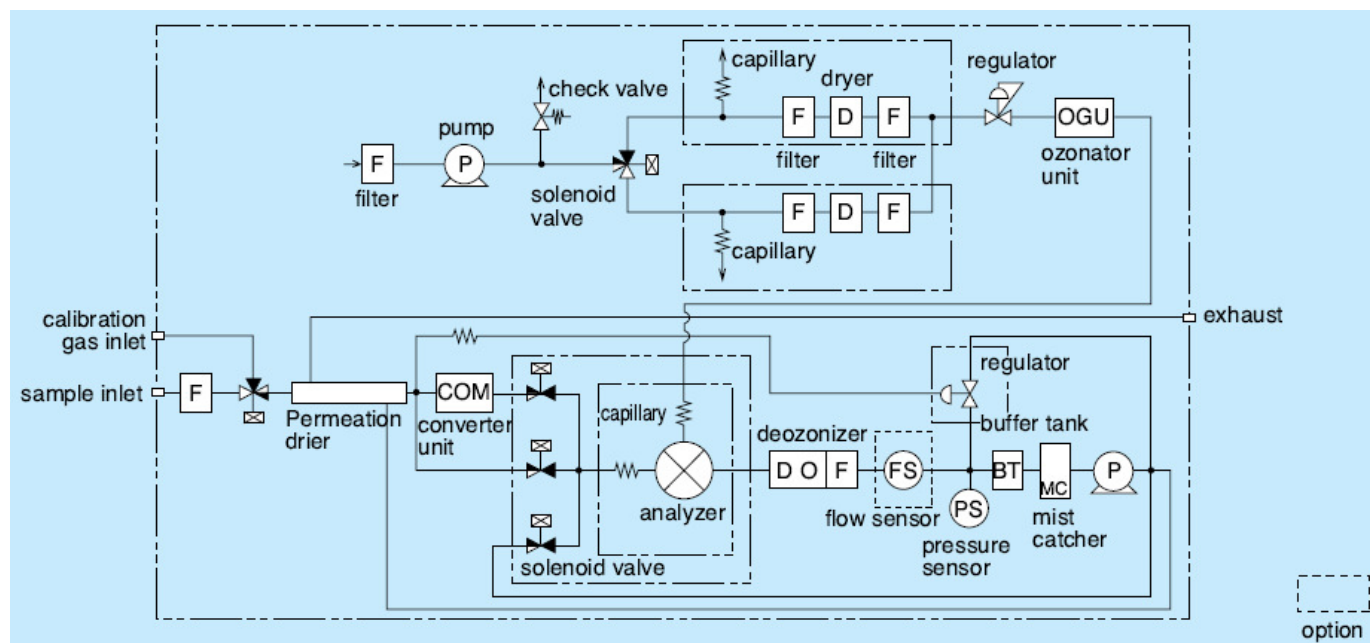 capillary
dryer
regulator
check valve
pump
F
D
F
OGU
F
P
filter
filter
ozonator
unit
filter
solenoid
valve
F
D
F
capillary
calibration
gas inlet
exhaust
regulator
sample inlet
F
COM
Permeation
drier
converter
unit
capillary
deozonizer
buffer tank
D O F
FS
BT
MC
P
analyzer
flow sensor
PS
mist
catcher
pressure
sensor
solenoid valve
option